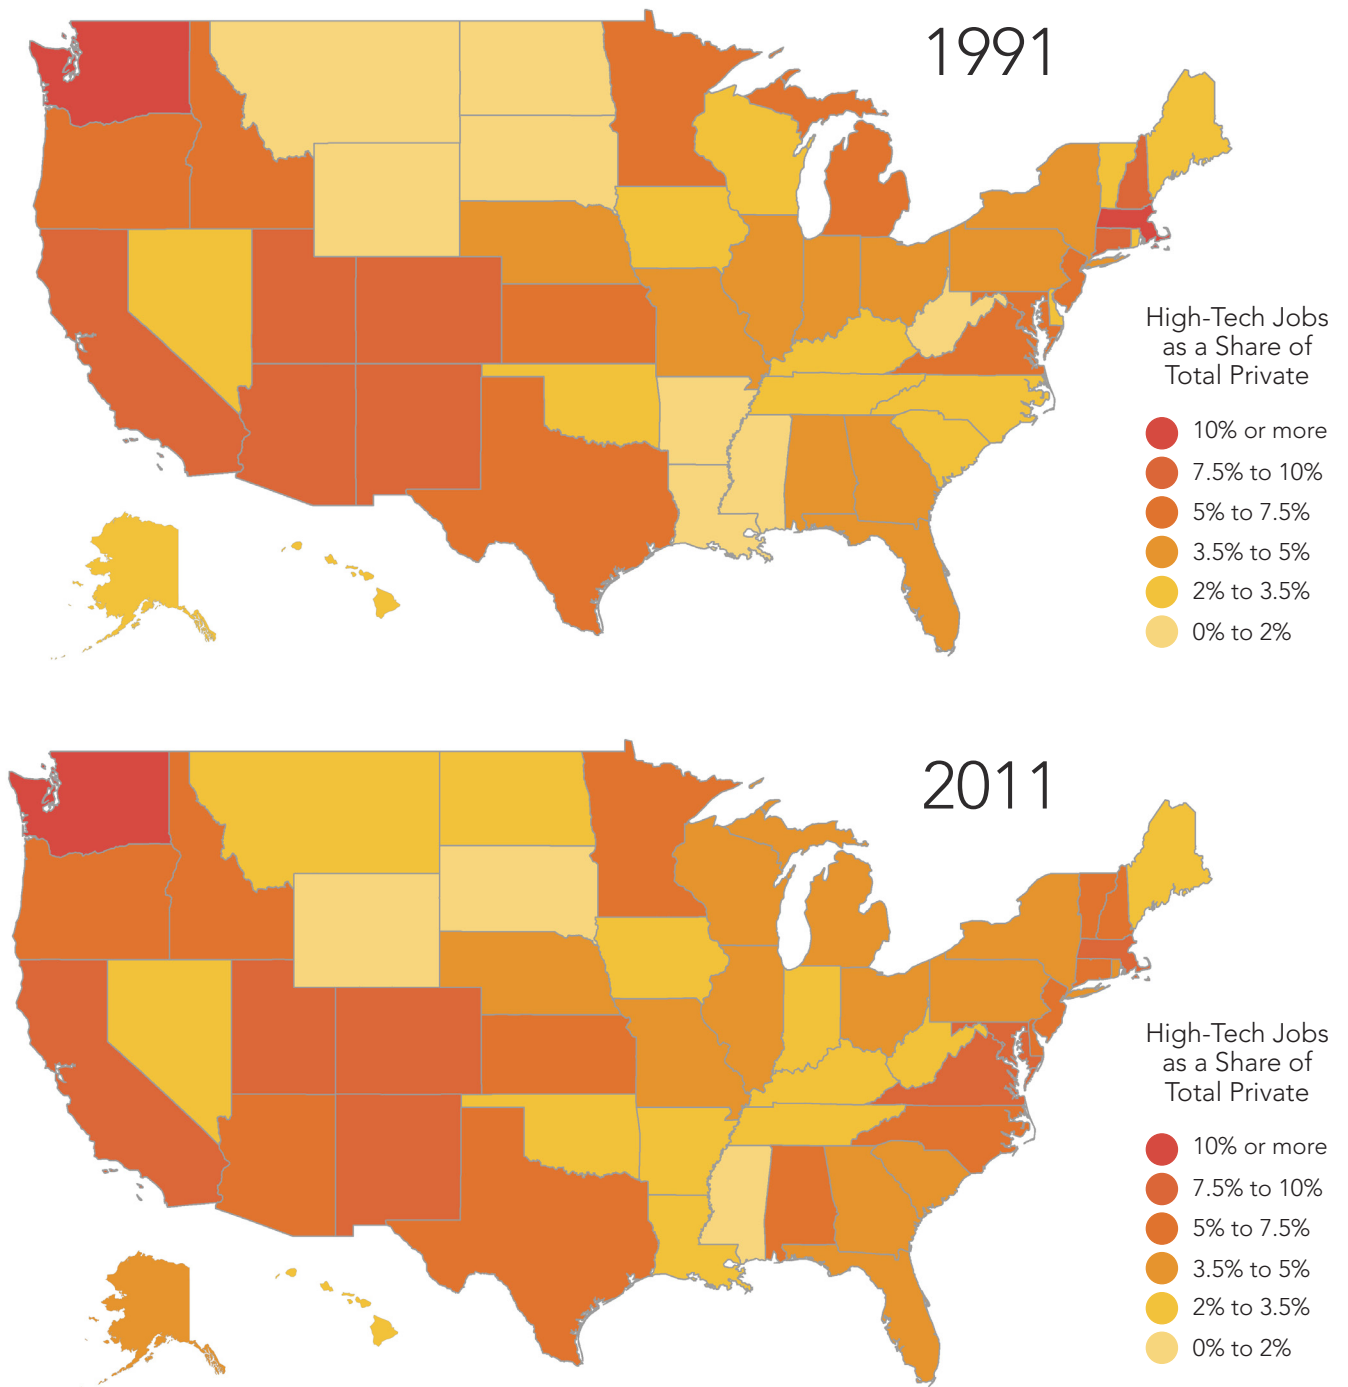 1991
High-Tech Jobs
as a Share of
Total Private
10% or more
7.5% to 10%
5% to 7.5%
3.5% to 5%
2% to 3.5%
0% to 2%
2011
High-Tech Jobs
as a Share of
Total Private
10% or more
7.5% to 10%
5% to 7.5%
3.5% to 5%
2% to 3.5%
0% to 2%